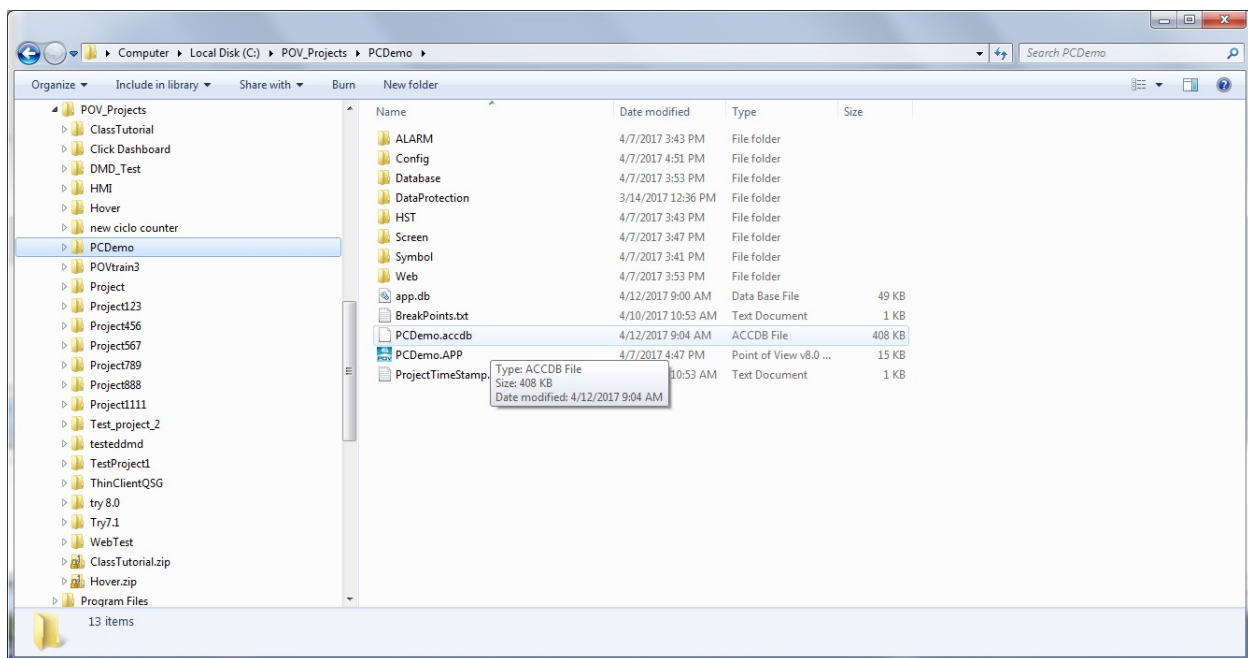 Computer ▸ Local Disk (C:) ▸ POV_Projects ▸ PCDemo ▸
Search PCDemo
Organize Include in library Share with Burn New folder
POV_Projects
ClassTutorial
Click Dashboard
DMD_Test
HMI
Hover
new ciclo counter
PCDemo
POVtrain3
Project
Project123
Project456
Project567
Project789
Project888
Project1111
Test_project_2
testeddmd
TestProject1
ThinClientQSG
try 8.0
Try7.1
WebTest
ClassTutorial.zip
Hover.zip
Program Files
Name Date modified Type Size
ALARM 4/7/2017 3:43 PM File folder
Config 4/7/2017 4:51 PM File folder
Database 4/7/2017 3:53 PM File folder
DataProtection 3/14/2017 12:36 PM File folder
HST 4/7/2017 3:43 PM File folder
Screen 4/7/2017 3:47 PM File folder
Symbol 4/7/2017 3:41 PM File folder
Web 4/7/2017 3:53 PM File folder
app.db 4/12/2017 9:00 AM Data Base File 49 KB
BreakPoints.txt 4/10/2017 10:53 AM Text Document 1 KB
PCDemo.accdb 4/12/2017 9:04 AM ACCDB File 408 KB
PCDemo.APP 4/7/2017 4:47 PM Point of View v8.0 ... 15 KB
ProjectTimeStamp. 10:53 AM Text Document 1 KB
Type: ACCDB File
Size: 408 KB
Date modified: 4/12/2017 9:04 AM
13 items